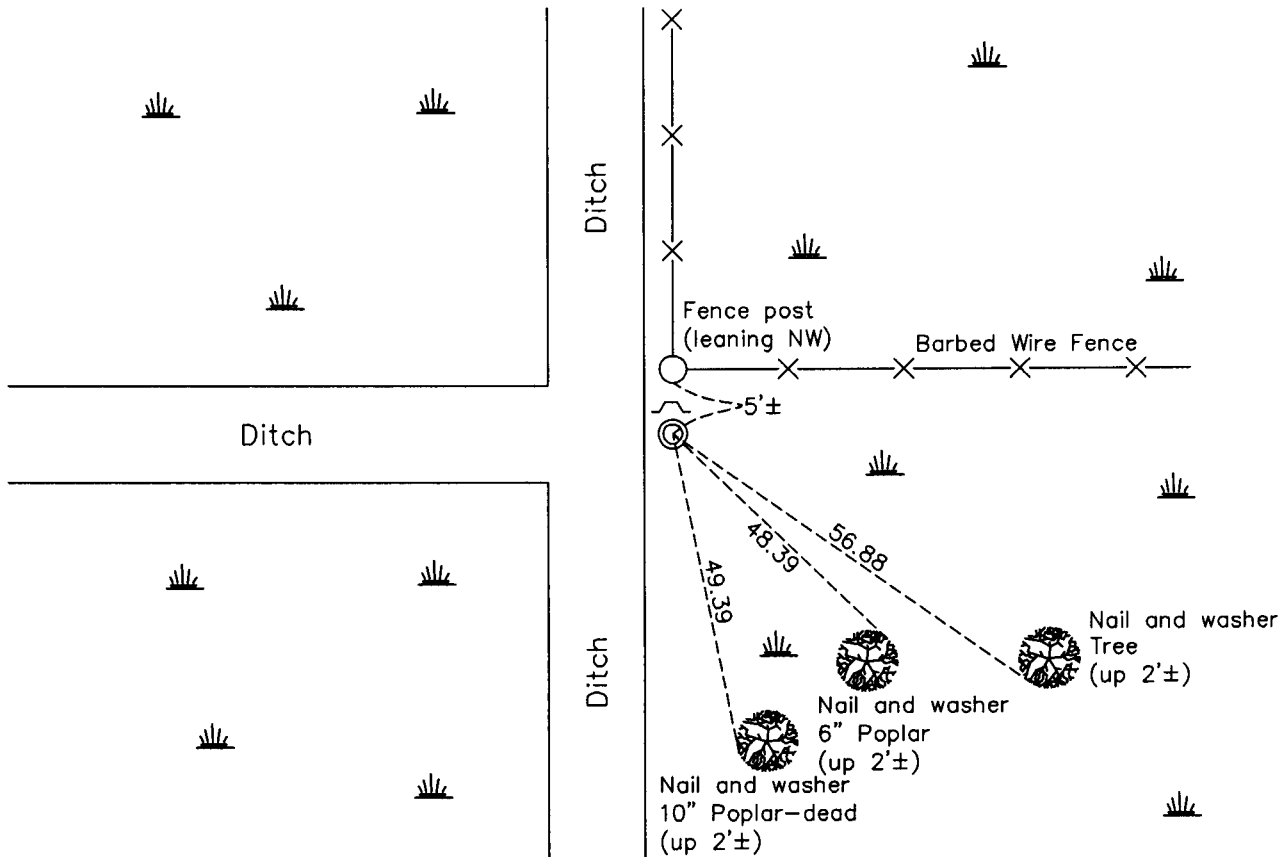 Ditch
Fence post
(leaning NW)
Barbed Wire Fence
5'±
Ditch
48.39
56.88
49.39
Ditch
Nail and washer
Tree
(up 2'±)
Nail and washer
6" Poplar
(up 2'±)
Nail and washer
10" Poplar-dead
(up 2'±)